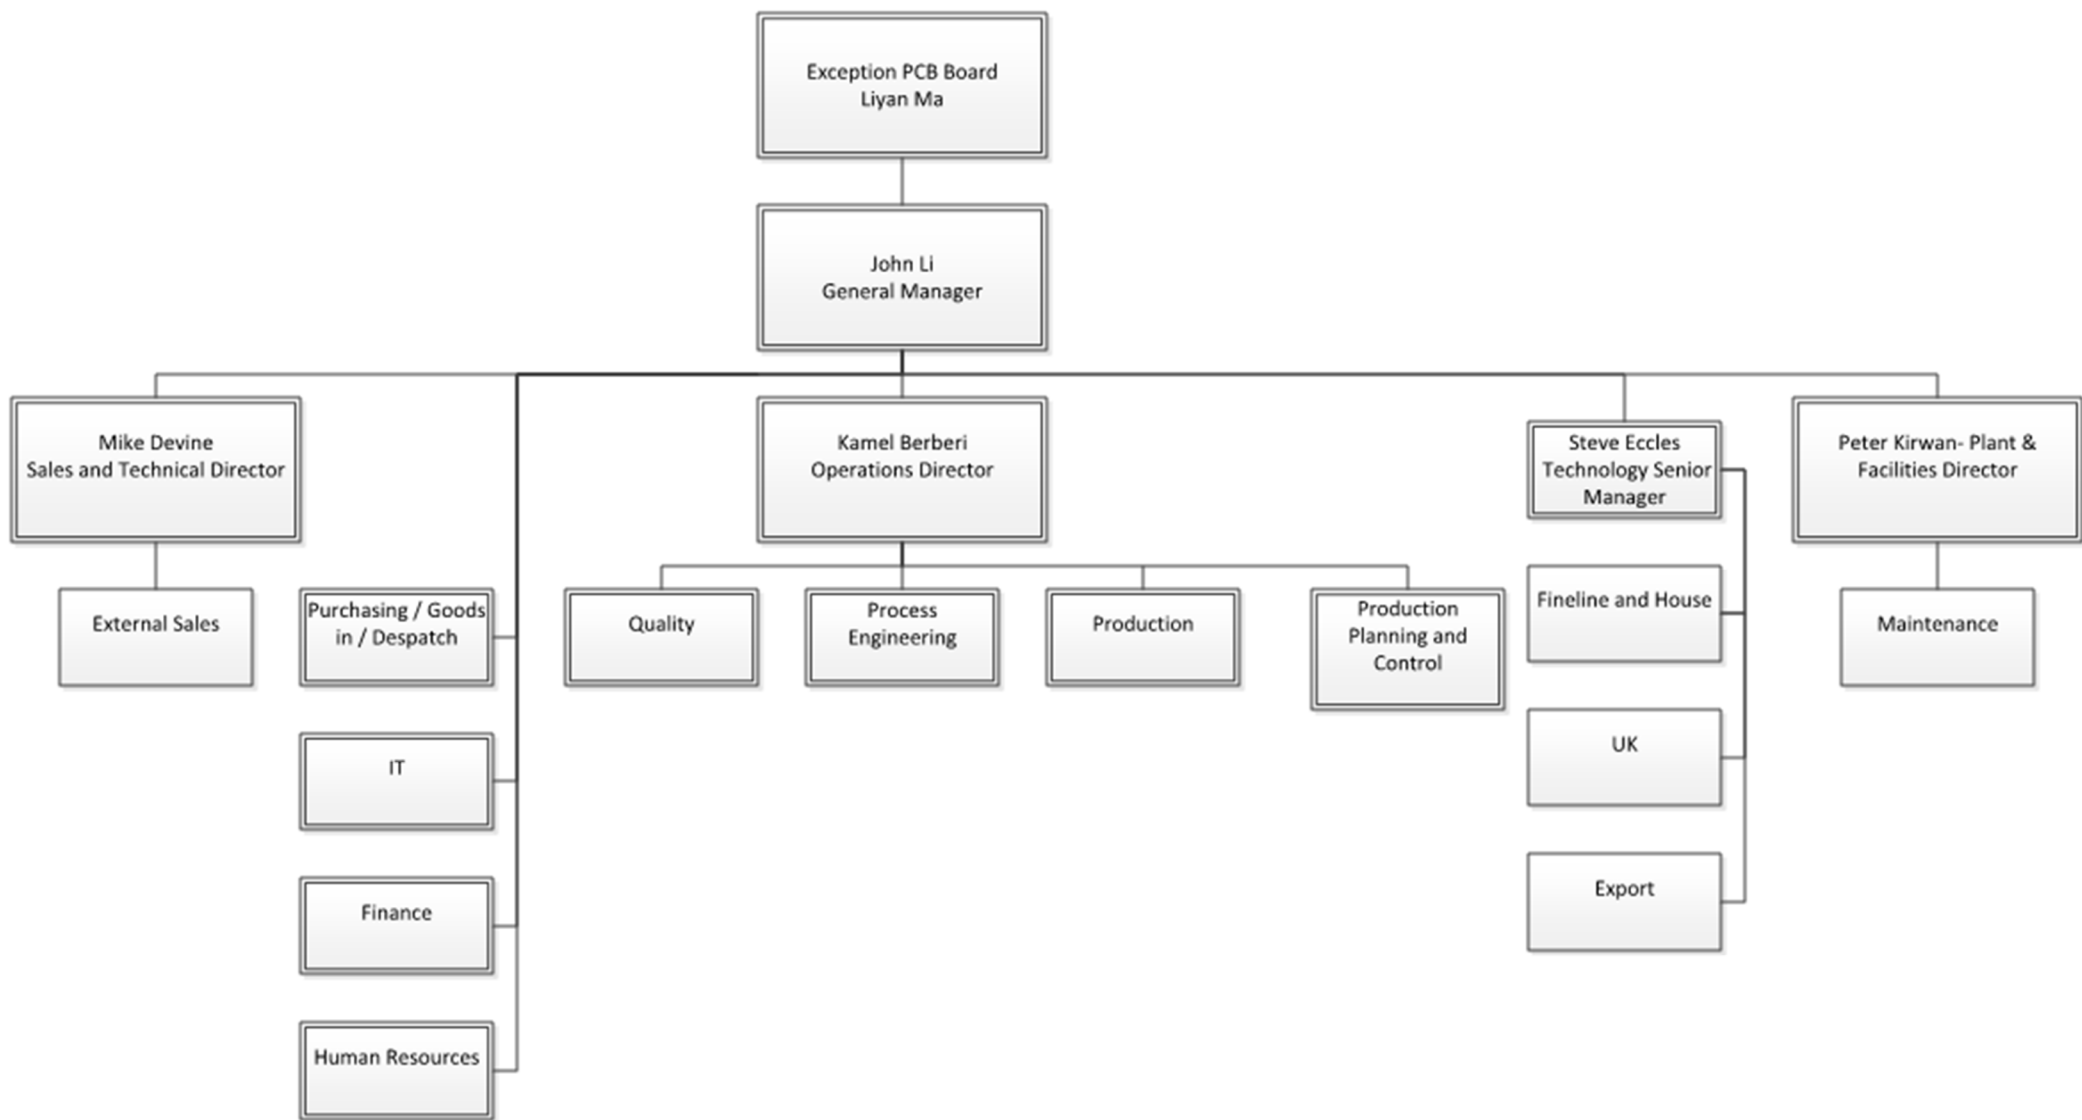 Exception PCB Board
Liyan Ma
John Li
General Manager
Mike Devine
Sales and Technical Director
Kamel Berberi
Operations Director
Steve Eccles
Technology Senior
Manager
Peter Kirwan- Plant &
Facilities Director
External Sales
Purchasing / Goods
in / Despatch
Quality
Process
Engineering
Production
Production
Planning and
Control
Fineline and House
Maintenance
IT
UK
Finance
Export
Human Resources